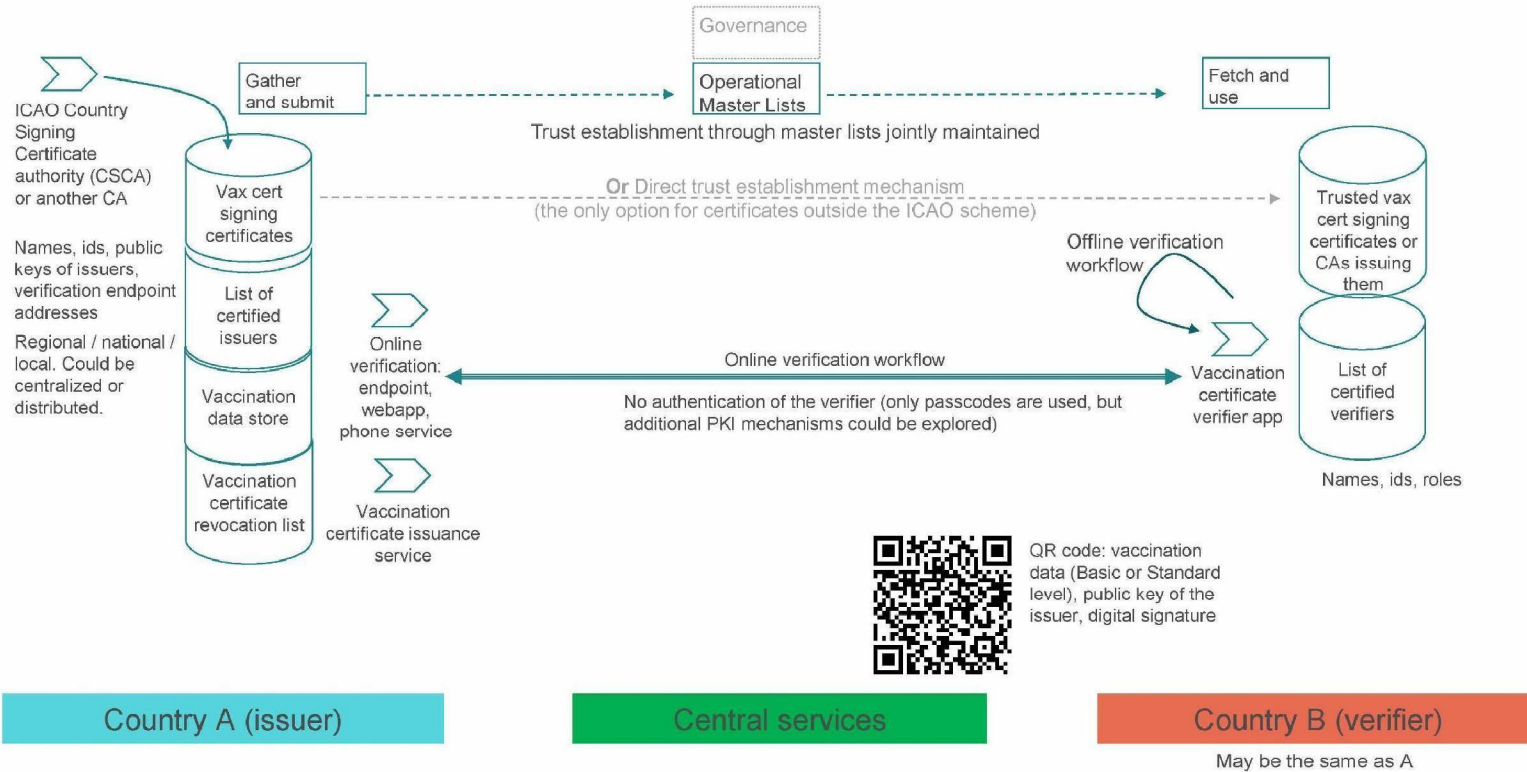 Governance
Gather
and submit
Operational
Master Lists
Fetch and
use
Trust establishment through master lists jointly maintained
ICAO Country
Signing
Certificate
authority (CSCA)
or another CA
Vax cert
signing
certificates
Or Direct trust establishment mechanism
(the only option for certificates outside the ICAO scheme)
Trusted vax
cert signing
certificates or
CAs issuing
them
Names, ids, public
keys of issuers,
verification endpoint
addresses
List of
certified
issuers
Offline verification
workflow
Regional / national /
local. Could be
centralized or
distributed.
Online
verification:
endpoint,
webapp,
phone service
Online verification workflow
No authentication of the verifier (only passcodes are used, but
additional PKI mechanisms could be explored)
Vaccination
certificate
verifier app
List of
certified
verifiers
Names, ids, roles
Vaccination
data store
Vaccination
certificate
revocation list
Vaccination
certificate issuance
service
QR code: vaccination
data (Basic or Standard
level), public key of the
issuer, digital signature
Country A (issuer)
Central services
Country B (verifier)
May be the same as A